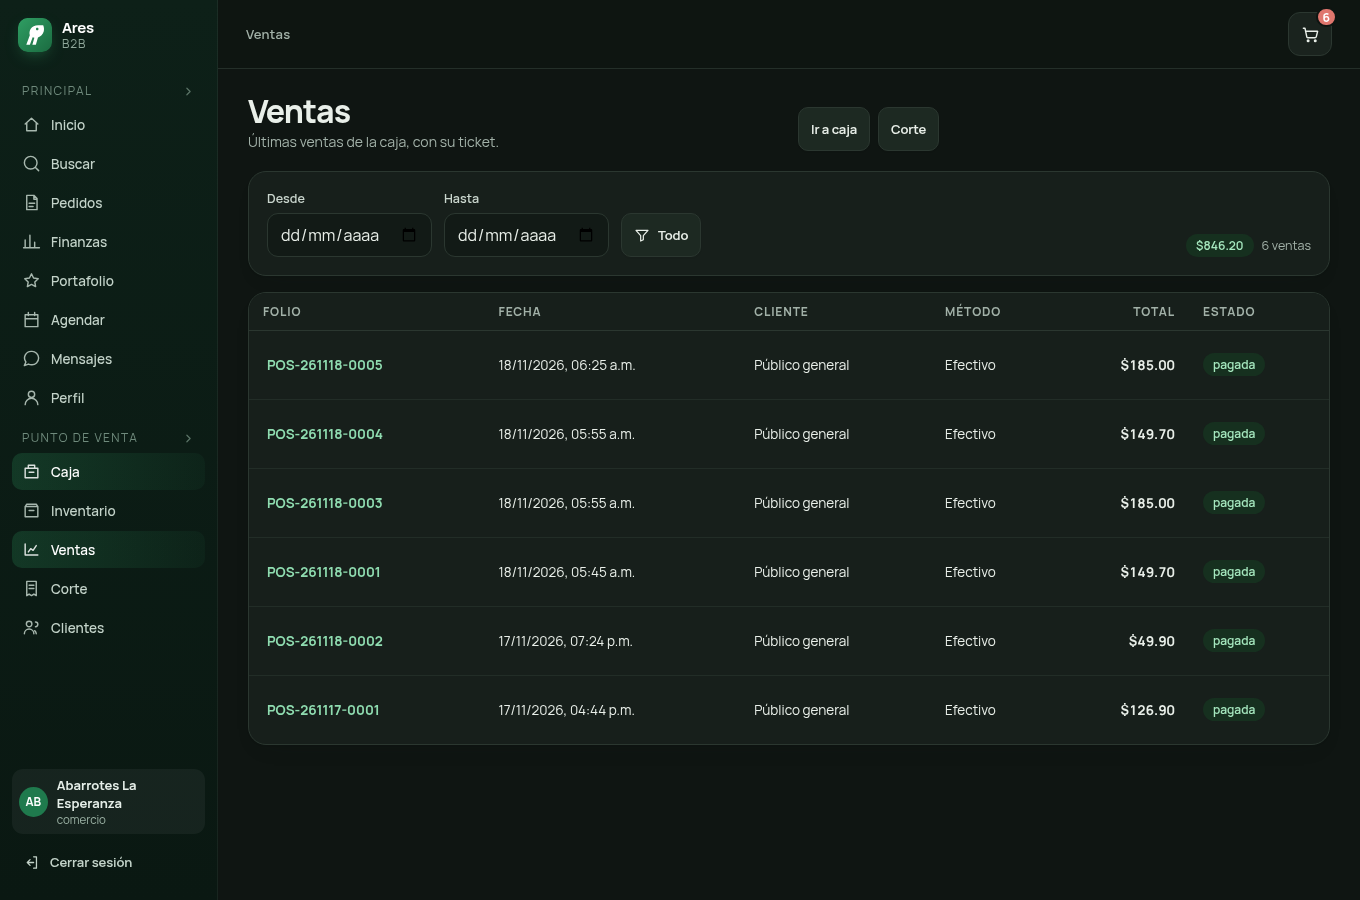 Ares
B2B
PRINCIPAL
Inicio
Buscar
Pedidos
Finanzas
Portafolio
Agendar
Mensajes
Perfil
PUNTO DE VENTA
Caja
Inventario
Ventas
Corte
Clientes
AB
Abarrotes La
Esperanza
comercio
Cerrar sesión
Ventas
6
Ventas
Últimas ventas de la caja, con su ticket.
Ir a caja
Corte
Desde
Hasta
dd/mm/aaaa
dd/mm/aaaa
Todo
$846.20
6 ventas
FOLIO FECHA CLIENTE MÉTODO TOTAL ESTADO
POS-261118-0005 18/11/2026, 06:25 a.m. Público general Efectivo $185.00 pagada
POS-261118-0004 18/11/2026, 05:55 a.m. Público general Efectivo $149.70 pagada
POS-261118-0003 18/11/2026, 05:55 a.m. Público general Efectivo $185.00 pagada
POS-261118-0001 18/11/2026, 05:45 a.m. Público general Efectivo $149.70 pagada
POS-261118-0002 17/11/2026, 07:24 p.m. Público general Efectivo $49.90 pagada
POS-261117-0001 17/11/2026, 04:44 p.m. Público general Efectivo $126.90 pagada